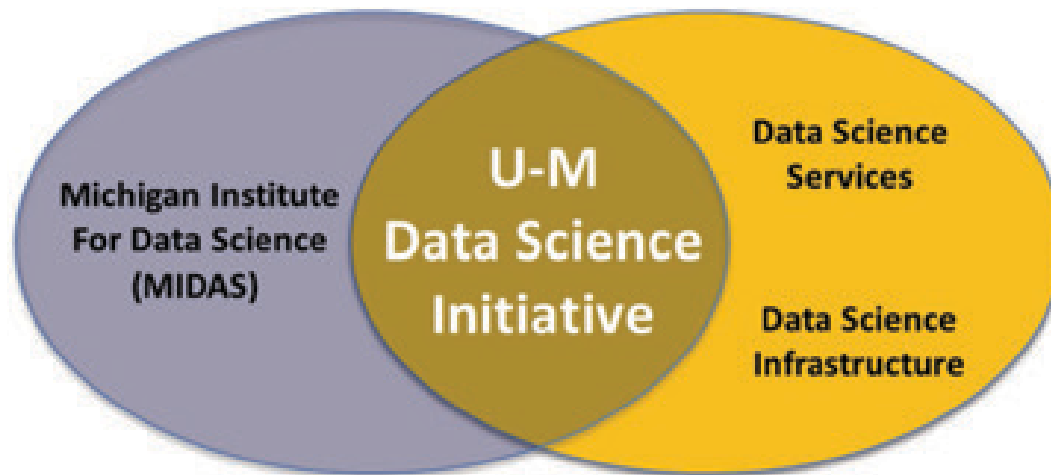 Michigan Institute
For Data Science
(MIDAS)
U-M
Data Science
Initiative
Data Science
Services
Data Science
Infrastructure